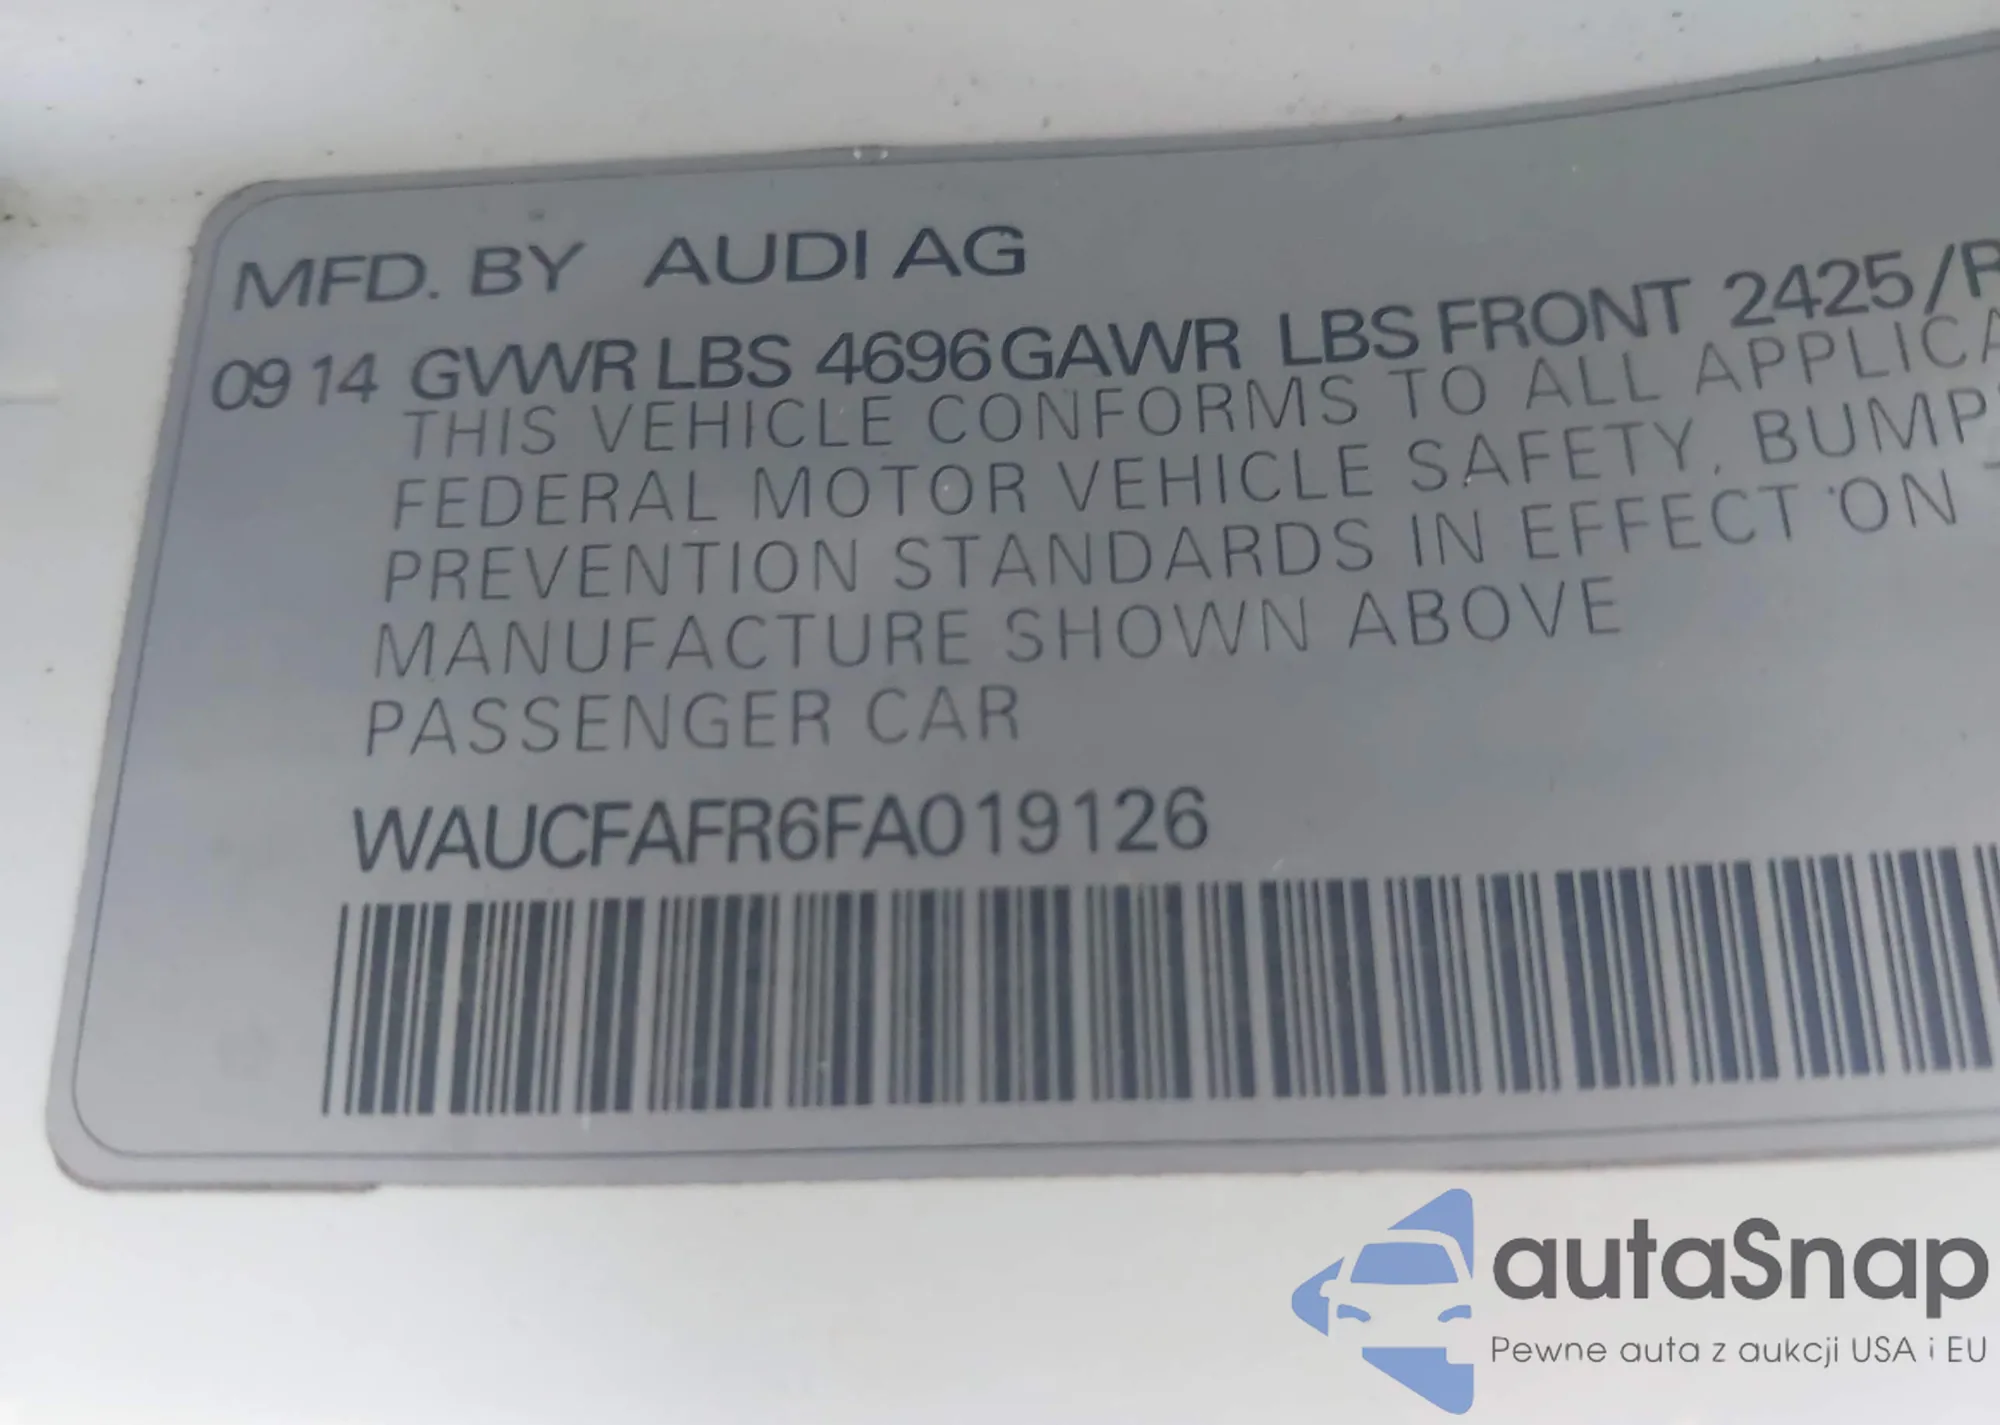 MFD. BY AUDI AG
09 14 GVWR LBS 4696 GAWR LBS FRONT 2425/R
THIS VEHICLE CONFORMS TO ALL APPLICA
FEDERAL MOTOR VEHICLE SAFETY, BUMP
PREVENTION STANDARDS IN EFFECT ON T
MANUFACTURE SHOWN ABOVE
PASSENGER CAR
WAUCFAFR6FA019126
autaSnap
Pewne auta z aukcji USA i EU